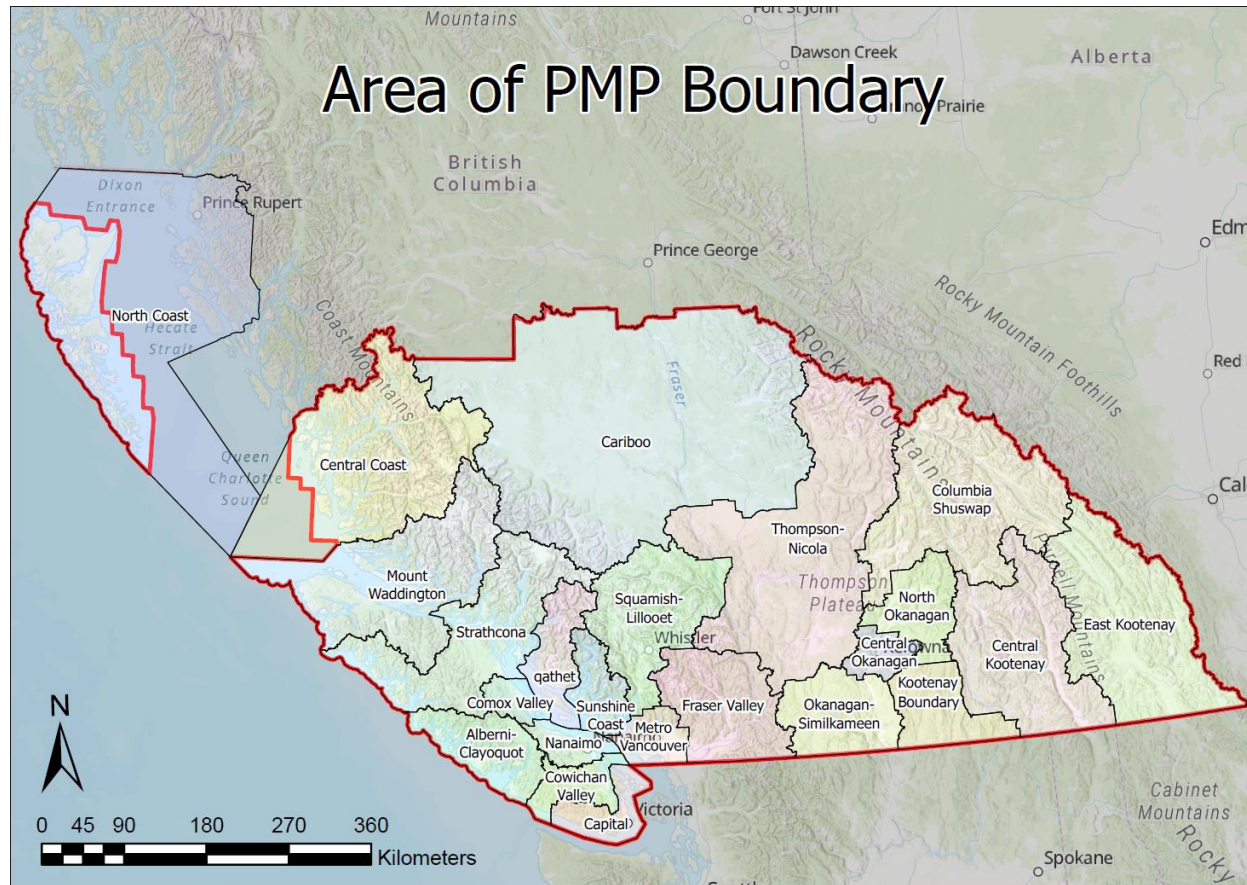 Mountains
Fort St John
Dawson Creek
Alberta
Area of PMP Boundary
Prairie
British
Columbia
Dixon
Entrance
Prince Rupert
Prince George
Edm
North Coast
Hecate
Strait
Coast Mountains
Rocky Mountains
Rocky Mountain Foothills
Red
Fraser
Cariboo
Central Coast
Queen
Charlotte
Sound
Columbia
Shuswap
Cal
Thompson-
Nicola
Purcell Mountains
Mount
Waddington
Squamish-
Lillooet
Thompson
Plateau
North
Okanagan
Strathcona
Whistler
Central
Okanagan
Kelowna
Central
Kootenay
East Kootenay
qathet
Comox Valley
Sunshine
Coast
Fraser Valley
Okanagan-
Similkameen
Kootenay
Boundary
Alberni-
Clayoquot
Nanaimo
Nanaimo
Metro
Vancouver
Cowichan
Valley
Capital
Victoria
Cabinet
Mountains
Rocky
Spokane
N
0 45 90 180 270 360
Kilometers